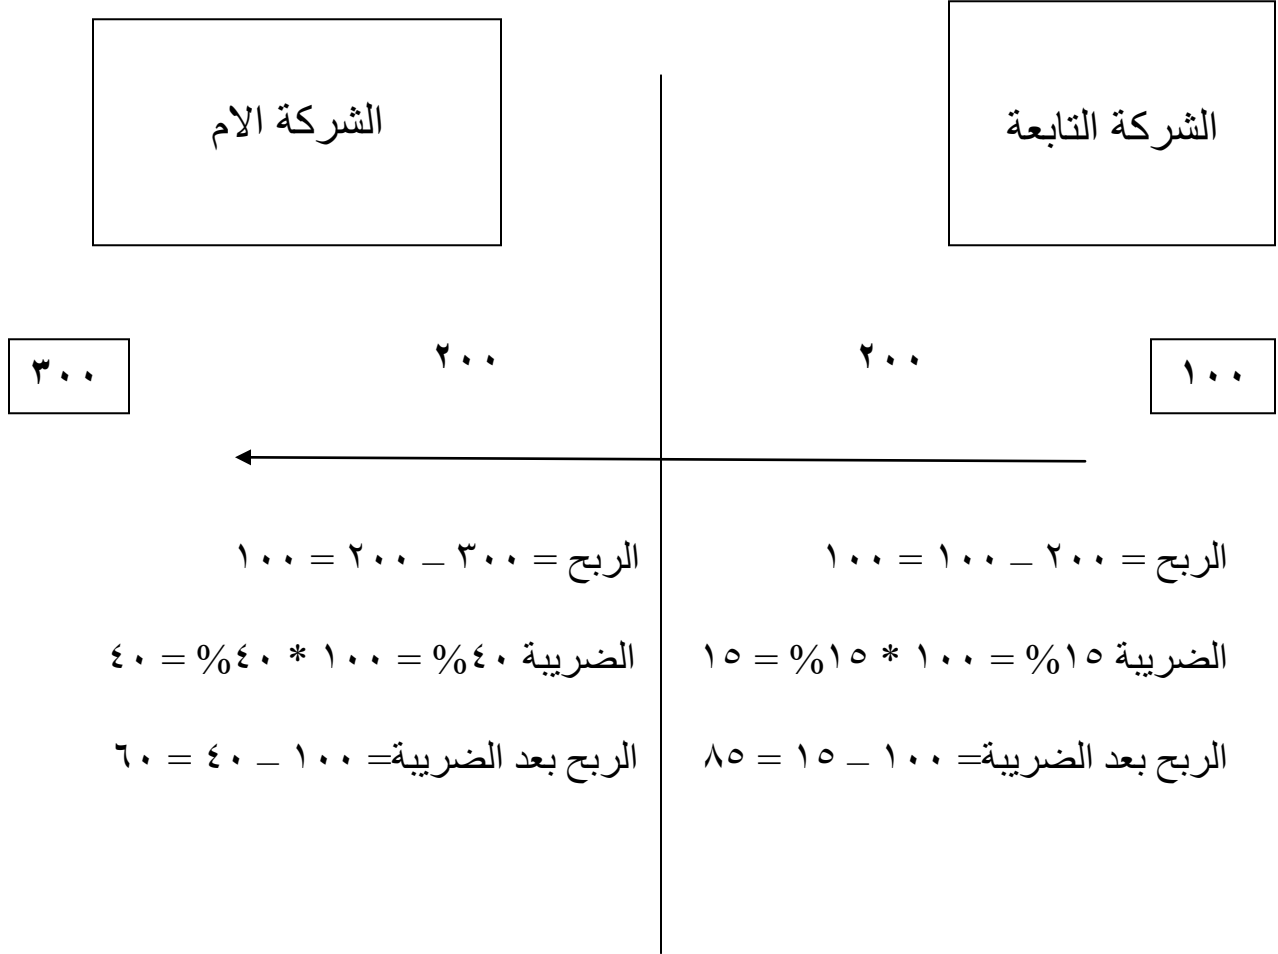 الشركة التابعة
الشركة الام
١٠٠
٢٠٠
٢٠٠
٣٠٠
الربح = ٢٠٠ – ١٠٠ = ١٠٠
الضريبة ١٥% = ١٠٠ * ١٥% = ١٥
الربح بعد الضريبة= ١٠٠ – ١٥ = ٨٥
الربح = ٣٠٠ – ٢٠٠ = ١٠٠
الضريبة ٤٠% = ١٠٠ * ٤٠% = ٤٠
الربح بعد الضريبة= ١٠٠ – ٤٠ = ٦٠